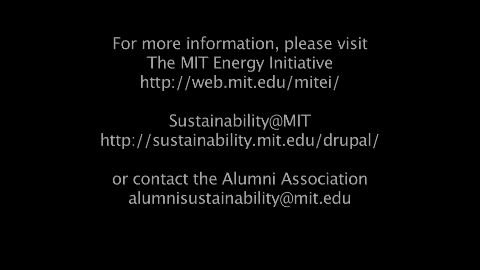 For more information, please visit
The MIT Energy Initiative
http://web.mit.edu/mitei/
Sustainability@MIT
http://sustainability.mit.edu/drupal/
or contact the Alumni Association
alumnisustainability@mit.edu